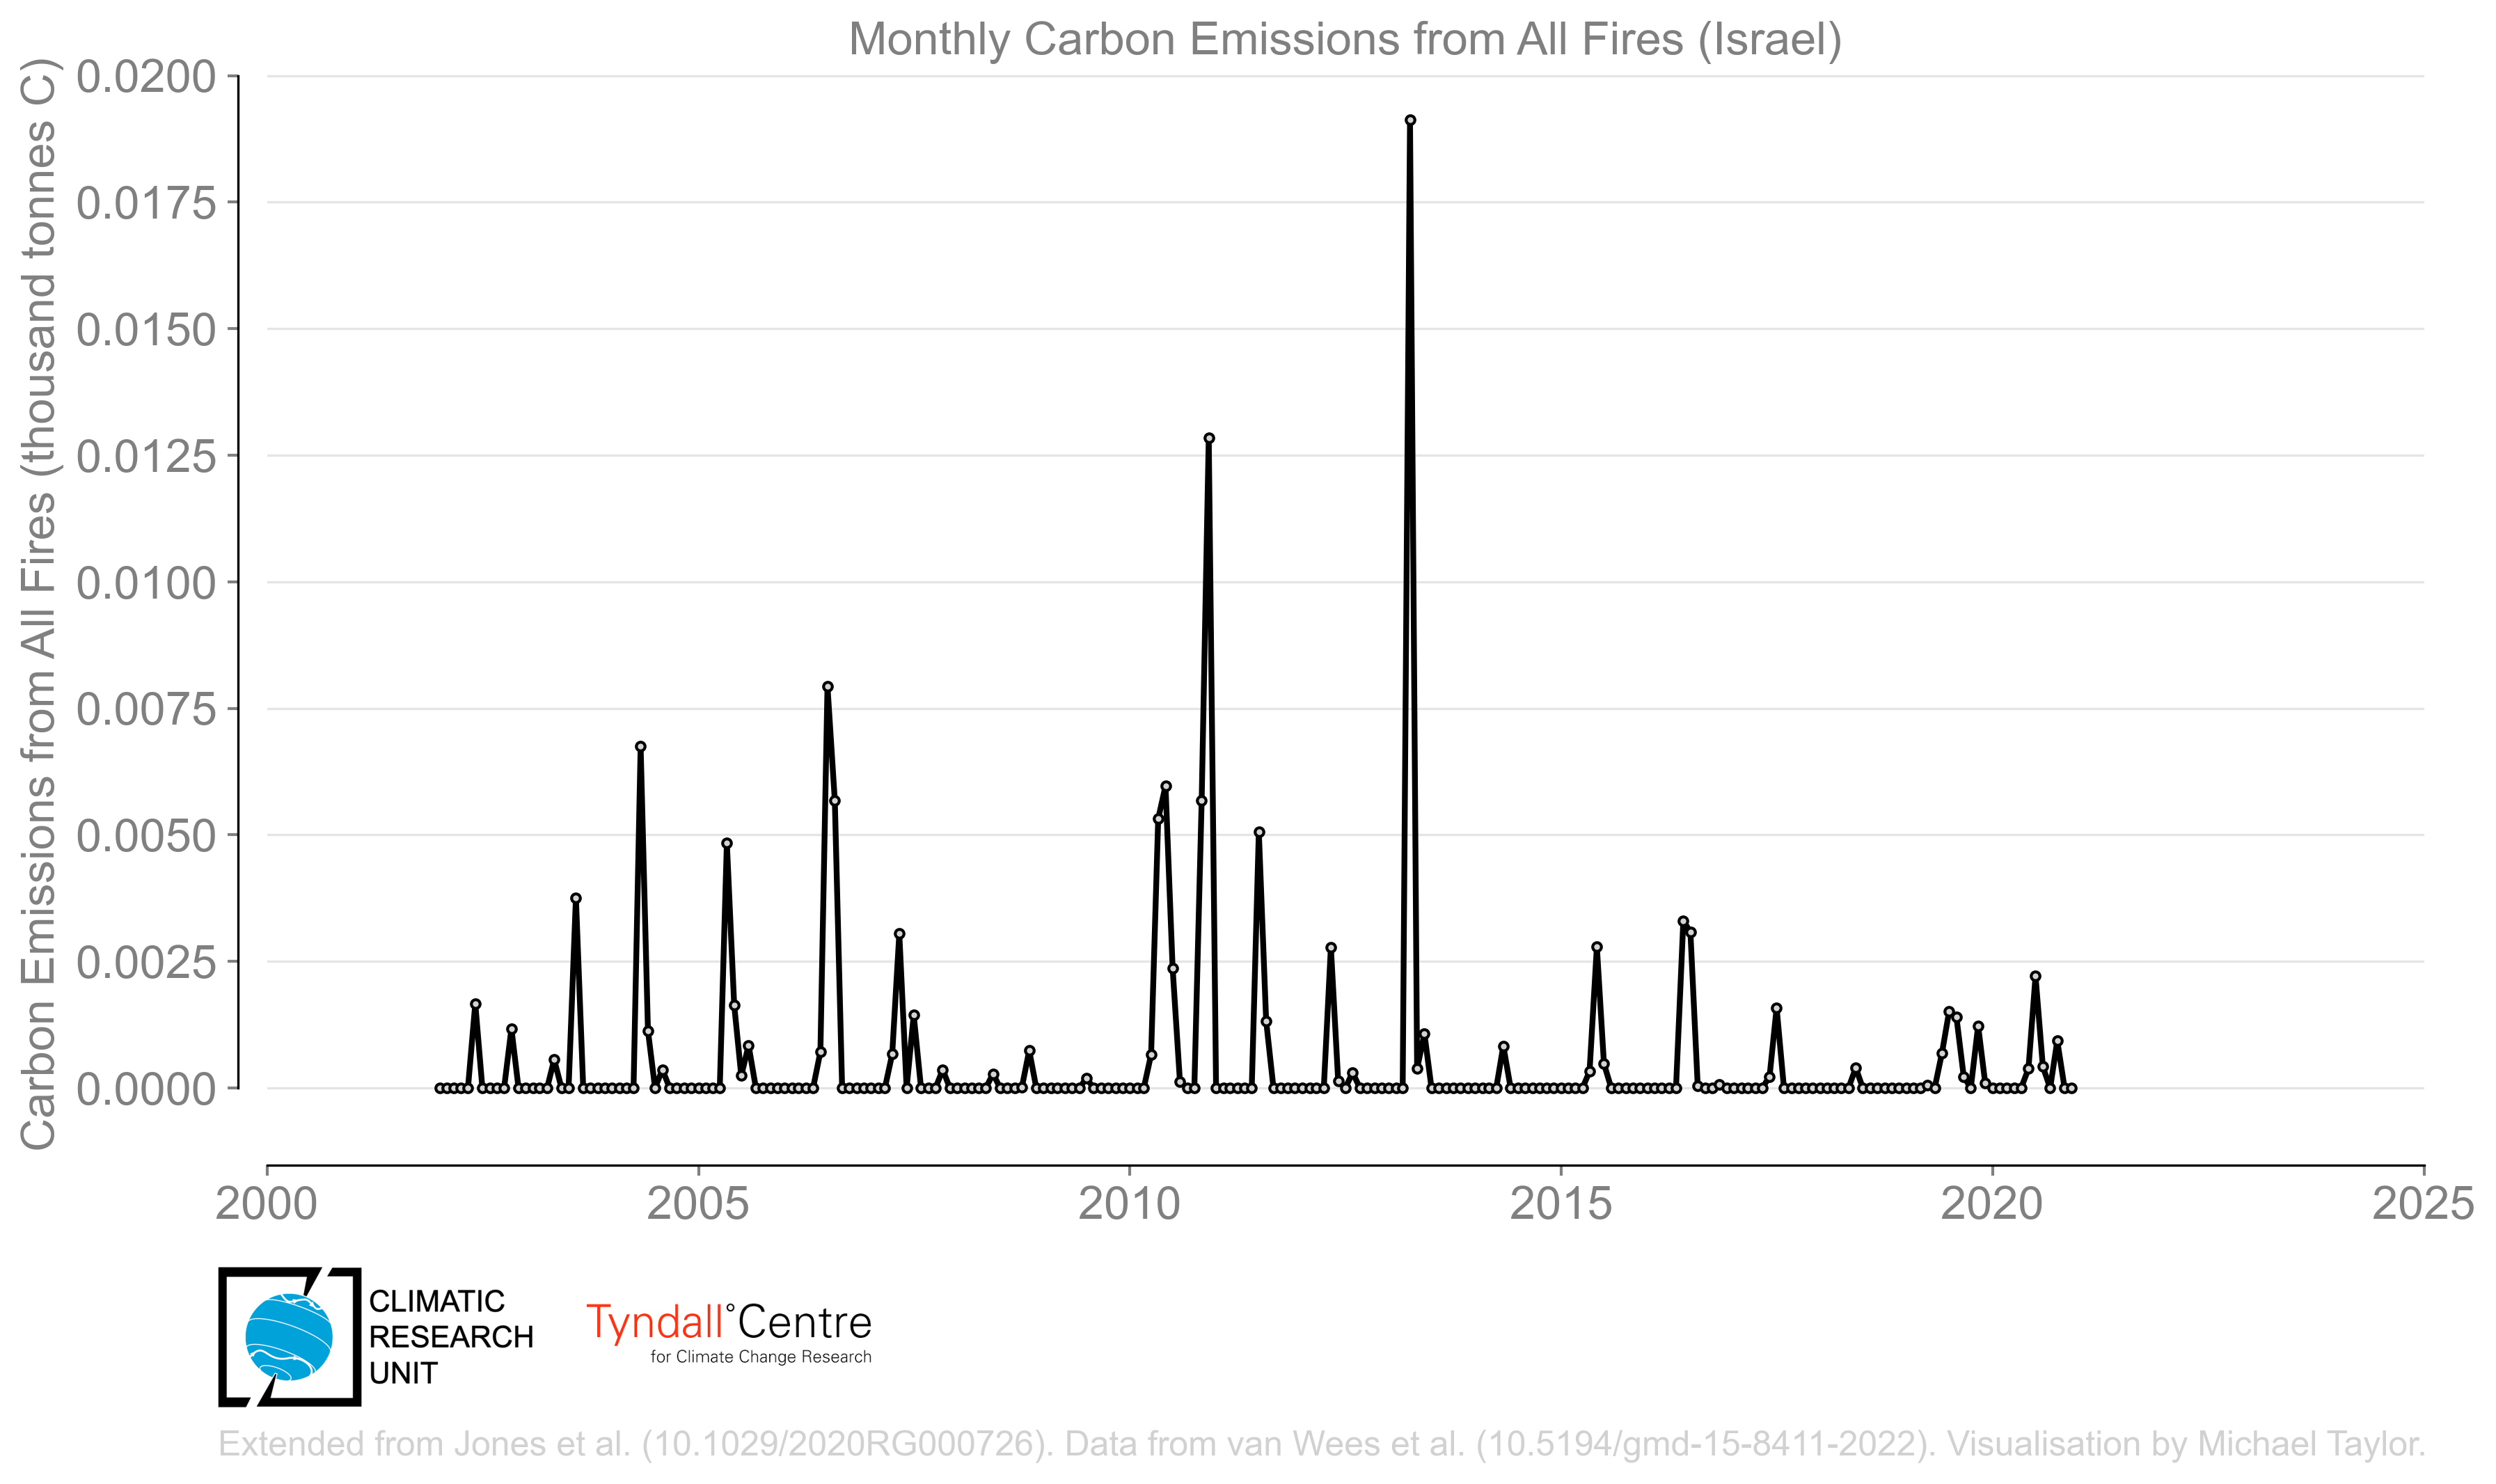 Monthly Carbon Emissions from All Fires (Israel)
Carbon Emissions from All Fires (thousand tonnes C)
0.0200
0.0175
0.0150
0.0125
0.0100
0.0075
0.0050
0.0025
0.0000
2000 2005 2010 2015 2020 2025
CLIMATIC
RESEARCH
UNIT
Tyndall°Centre
for Climate Change Research
Extended from Jones et al. (10.1029/2020RG000726). Data from van Wees et al. (10.5194/gmd-15-8411-2022). Visualisation by Michael Taylor.